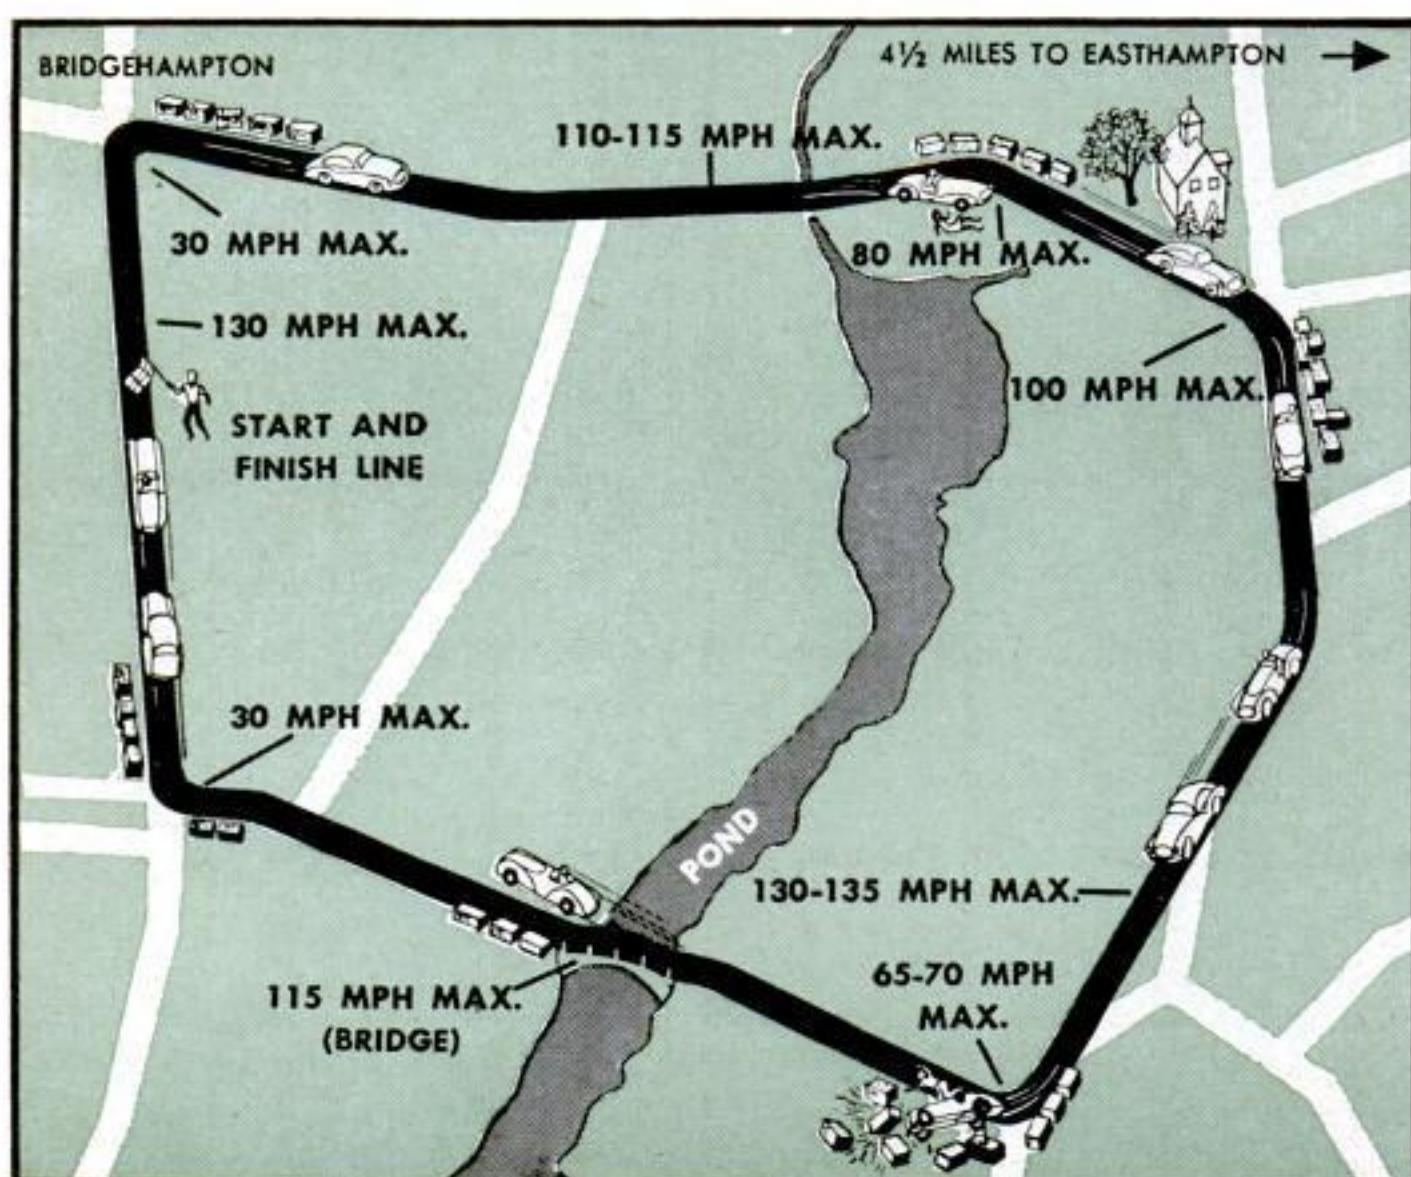 BRIDGEHAMPTON
4½ MILES TO EASTHAMPTON
110-115 MPH MAX.
30 MPH MAX.
80 MPH MAX.
130 MPH MAX.
100 MPH MAX.
START AND
FINISH LINE
30 MPH MAX.
POND
130-135 MPH MAX.
115 MPH MAX.
(BRIDGE)
65-70 MPH
MAX.